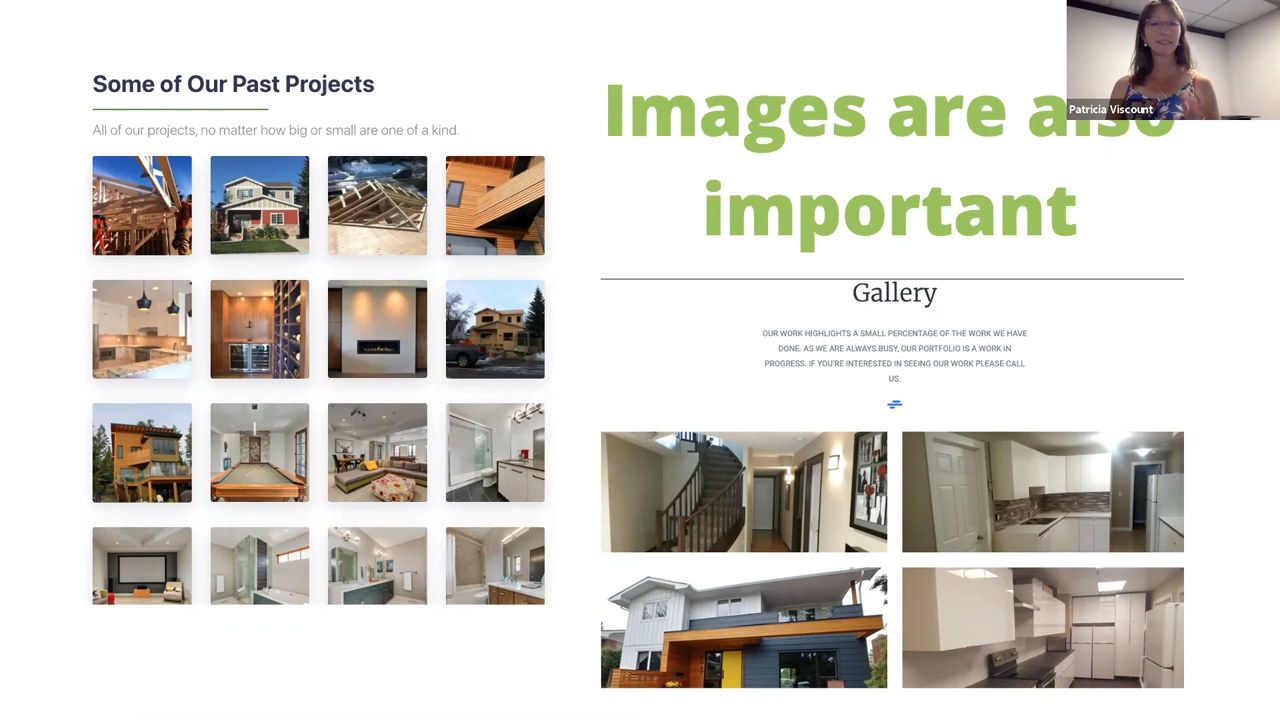 Some of Our Past Projects
All of our projects, no matter how big or small are one of a kind.
Images are also
important
Patricia Viscount
Gallery
OUR WORK HIGHLIGHTS A SMALL PERCENTAGE OF THE WORK WE HAVE
DONE. AS WE ARE ALWAYS BUSY, OUR PORTFOLIO IS A WORK IN
PROGRESS. IF YOU'RE INTERESTED IN SEEING OUR WORK PLEASE CALL
US.